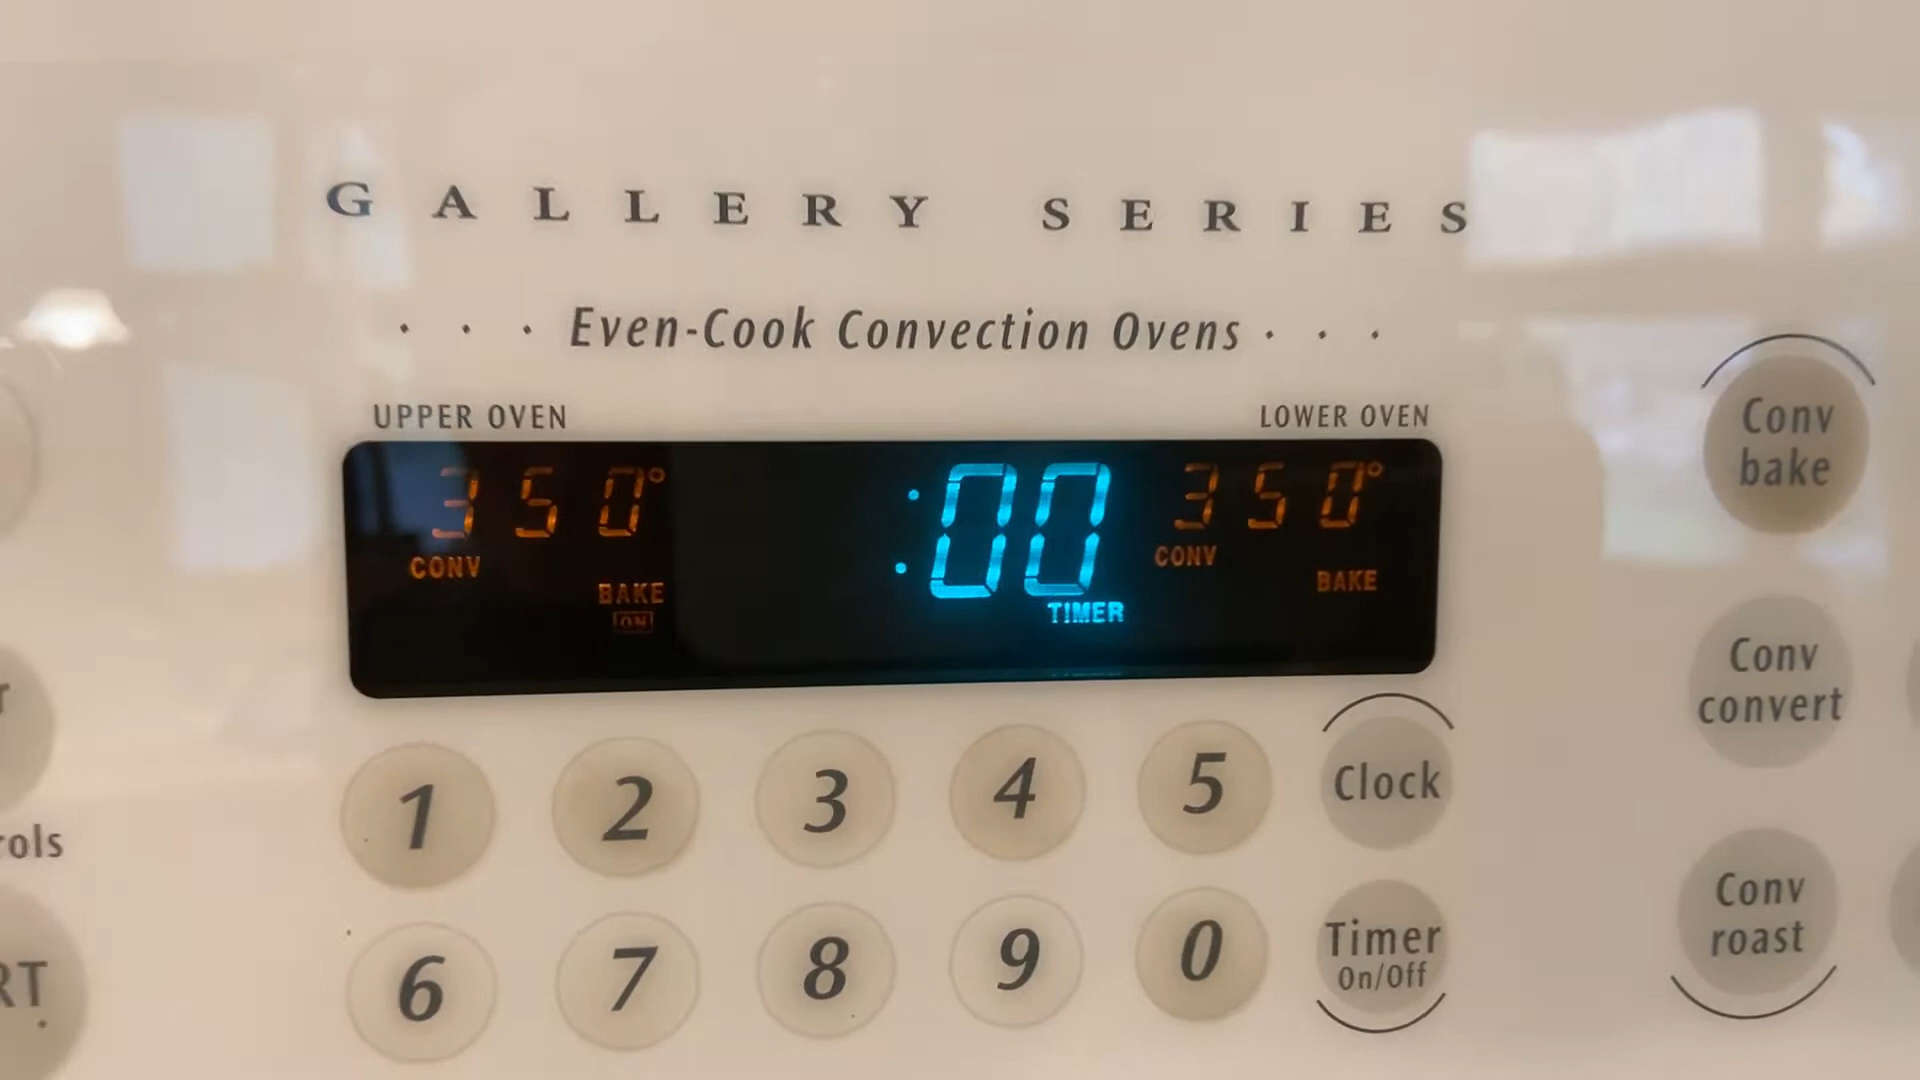 GALLERY SERIES
· · · Even-Cook Convection Ovens · · ·
UPPER OVEN LOWER OVEN
350° :00 350°
CONV CONV
BAKE BAKE
ON TIMER
1 2 3 4 5 Clock
6 7 8 9 0 Timer
On/Off
Conv
bake
Conv
convert
Conv
roast